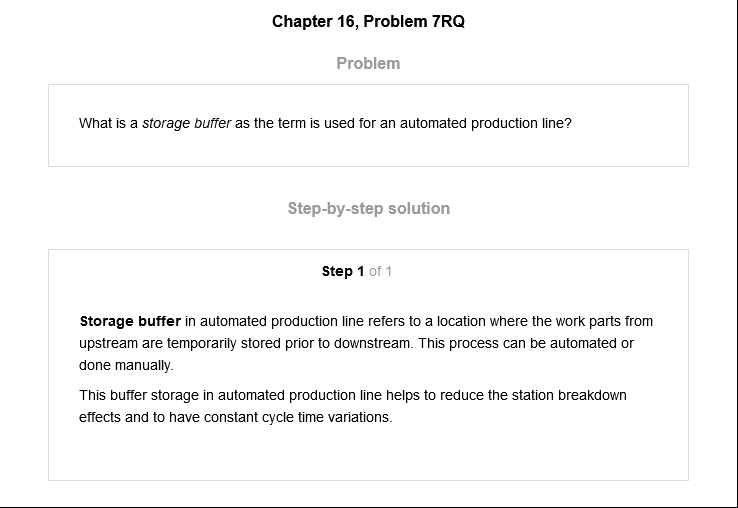 Chapter 16, Problem 7RQ
Problem
What is a storage buffer as the term is used for an automated production line?
Step-by-step solution
Step 1 of 1
Storage buffer in automated production line refers to a location where the work parts from
upstream are temporarily stored prior to downstream. This process can be automated or
done manually.
This buffer storage in automated production line helps to reduce the station breakdown
effects and to have constant cycle time variations.